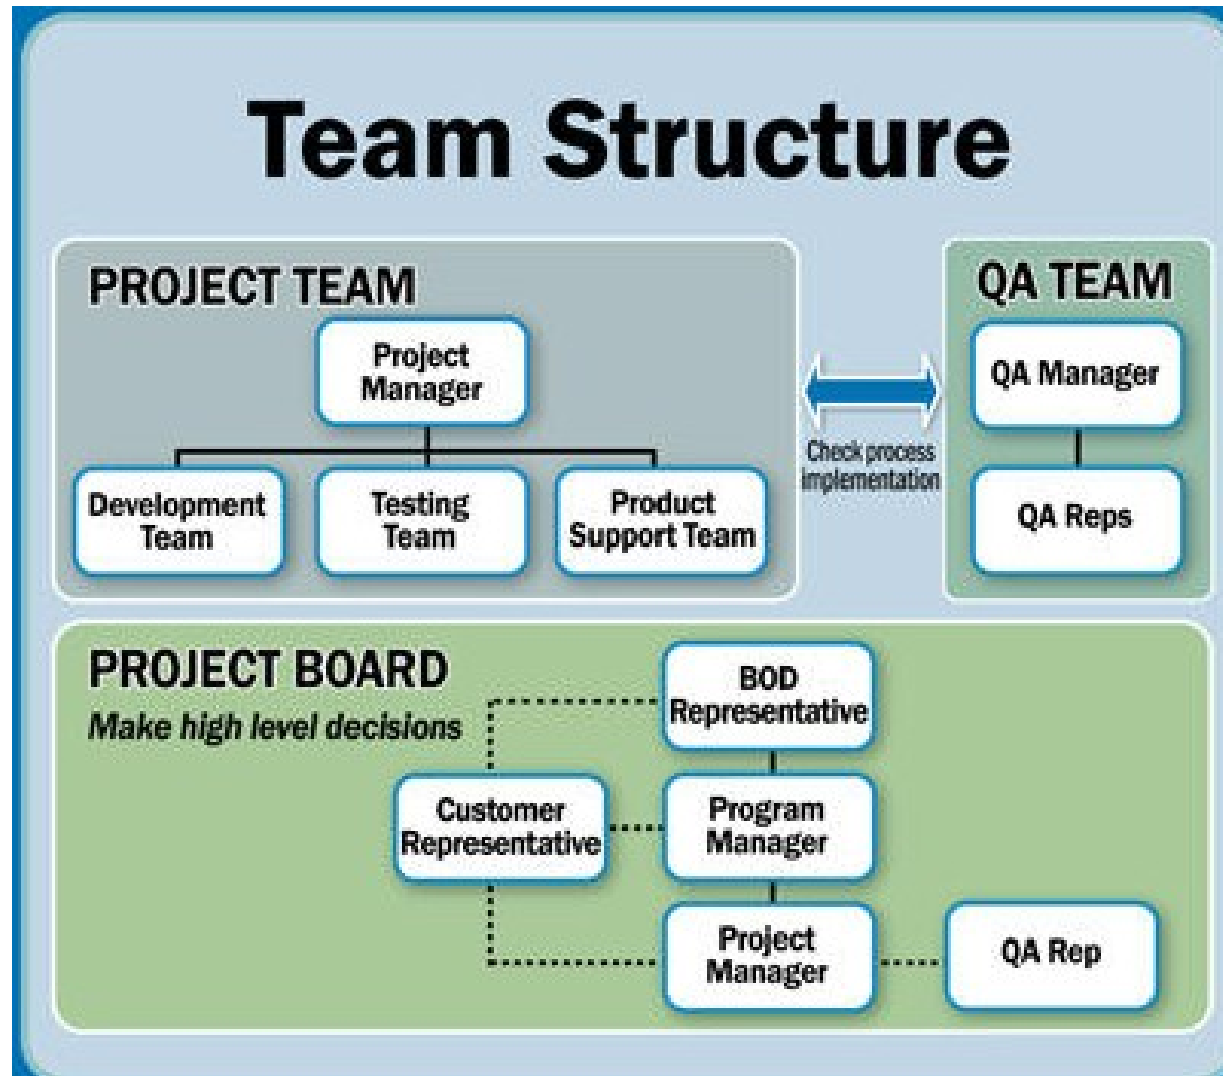 Team Structure
PROJECT TEAM
Project
Manager
Development
Team
Testing
Team
Product
Support Team
Check process
implementation
QA TEAM
QA Manager
QA Reps
PROJECT BOARD
Make high level decisions
BOD
Representative
Customer
Representative
Program
Manager
Project
Manager
QA Rep